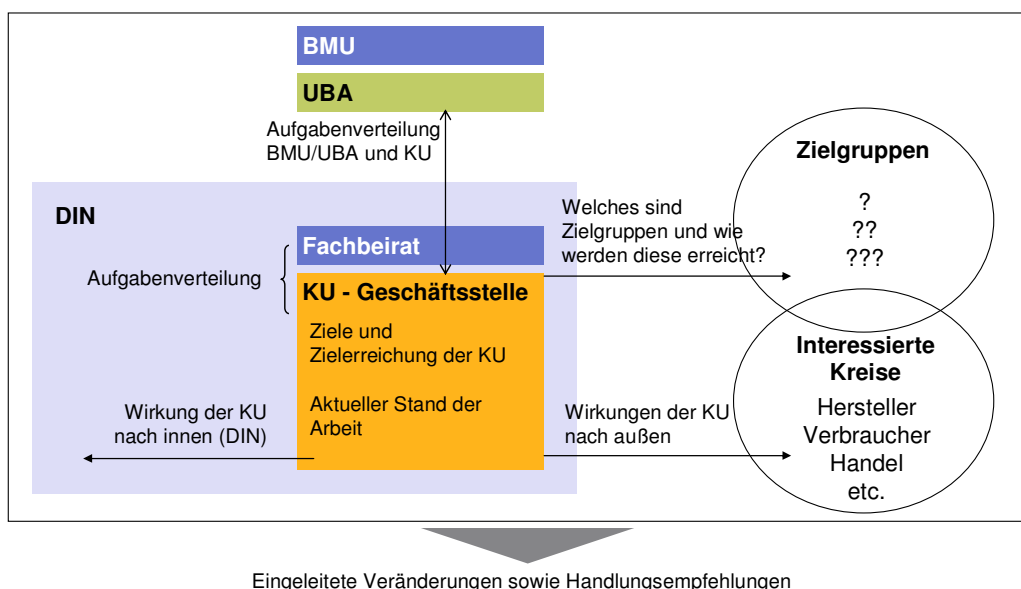 BMU
UBA
Aufgabenverteilung
BMU/UBA und KU
Zielgruppen
?
??
???
DIN
Welches sind
Zielgruppen und wie
werden diese erreicht?
Fachbeirat
Aufgabenverteilung
KU - Geschäftsstelle
Ziele und
Zielerreichung der KU
Aktueller Stand der
Arbeit
Wirkung der KU
nach innen (DIN)
Wirkungen der KU
nach außen
Interessierte
Kreise
Hersteller
Verbraucher
Handel
etc.
Eingeleitete Veränderungen sowie Handlungsempfehlungen